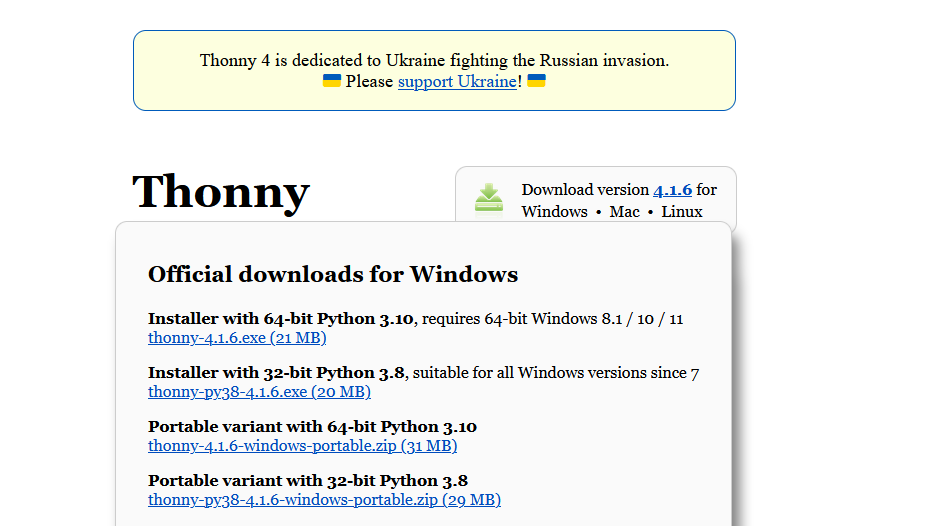 Thonny 4 is dedicated to Ukraine fighting the Russian invasion.
🇺🇦 Please support Ukraine! 🇺🇦
Thonny
Download version 4.1.6 for
Windows • Mac • Linux
Official downloads for Windows
Installer with 64-bit Python 3.10, requires 64-bit Windows 8.1 / 10 / 11
thonny-4.1.6.exe (21 MB)
Installer with 32-bit Python 3.8, suitable for all Windows versions since 7
thonny-py38-4.1.6.exe (20 MB)
Portable variant with 64-bit Python 3.10
thonny-4.1.6-windows-portable.zip (31 MB)
Portable variant with 32-bit Python 3.8
thonny-py38-4.1.6-windows-portable.zip (29 MB)